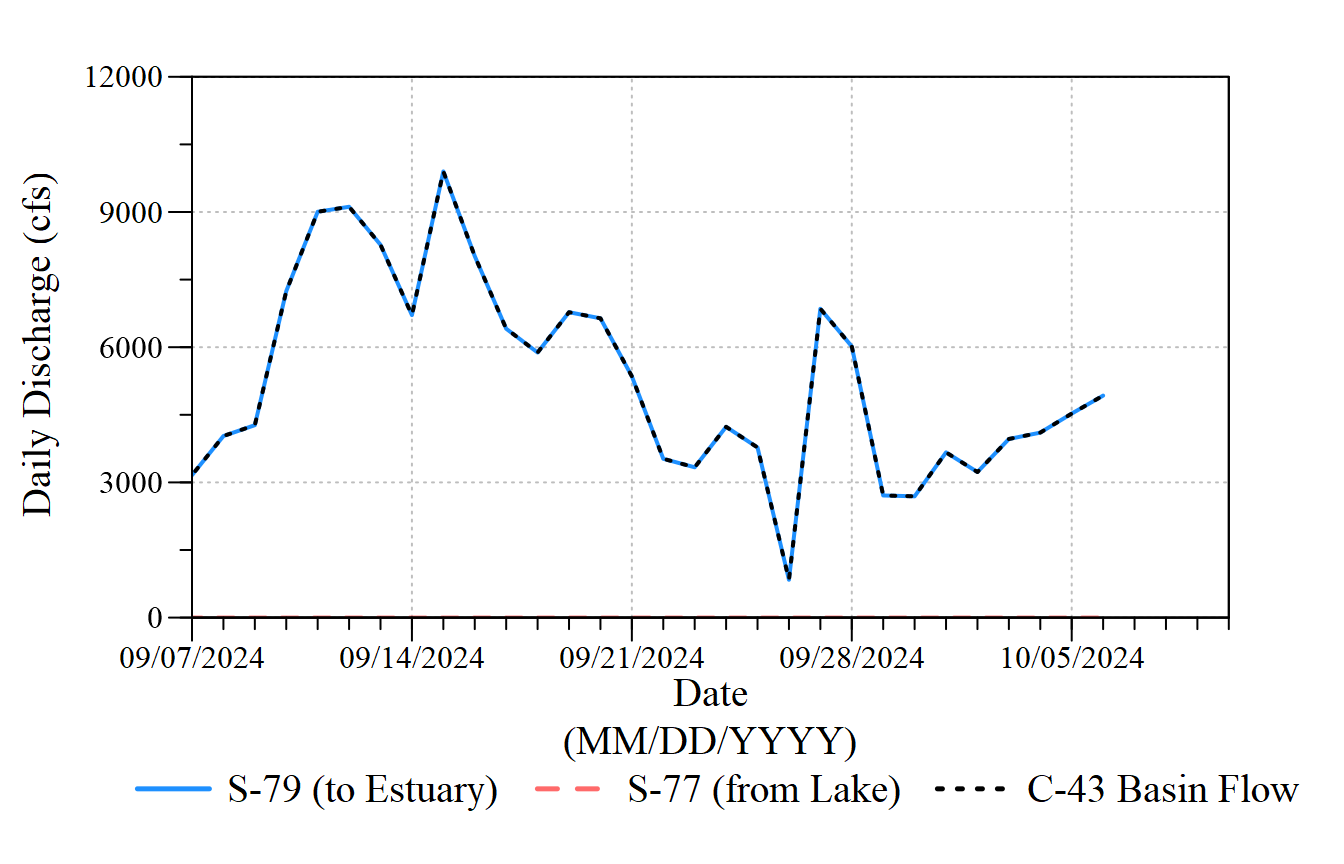 12000
9000
6000
3000
0
Daily Discharge (cfs)
09/07/2024 09/14/2024 09/21/2024 09/28/2024 10/05/2024
Date
(MM/DD/YYYY)
S-79 (to Estuary) S-77 (from Lake) C-43 Basin Flow